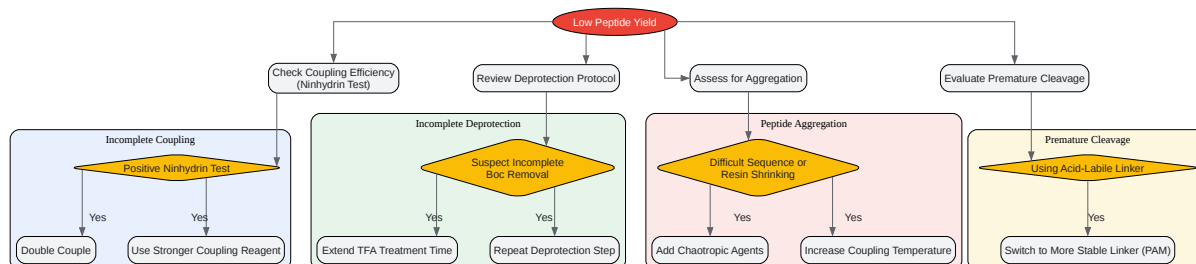 Low Peptide Yield
Check Coupling Efficiency
(Ninhydrin Test)
Review Deprotection Protocol
Assess for Aggregation
Evaluate Premature Cleavage
Incomplete Coupling
Positive Ninhydrin Test
Yes
Yes
Double Couple
Use Stronger Coupling Reagent
Incomplete Deprotection
Suspect Incomplete
Boc Removal
Yes
Yes
Extend TFA Treatment Time
Repeat Deprotection Step
Peptide Aggregation
Difficult Sequence or
Resin Shrinking
Yes
Yes
Add Chaotropic Agents
Increase Coupling Temperature
Premature Cleavage
Using Acid-Labile Linker
Yes
Switch to More Stable Linker (PAM)